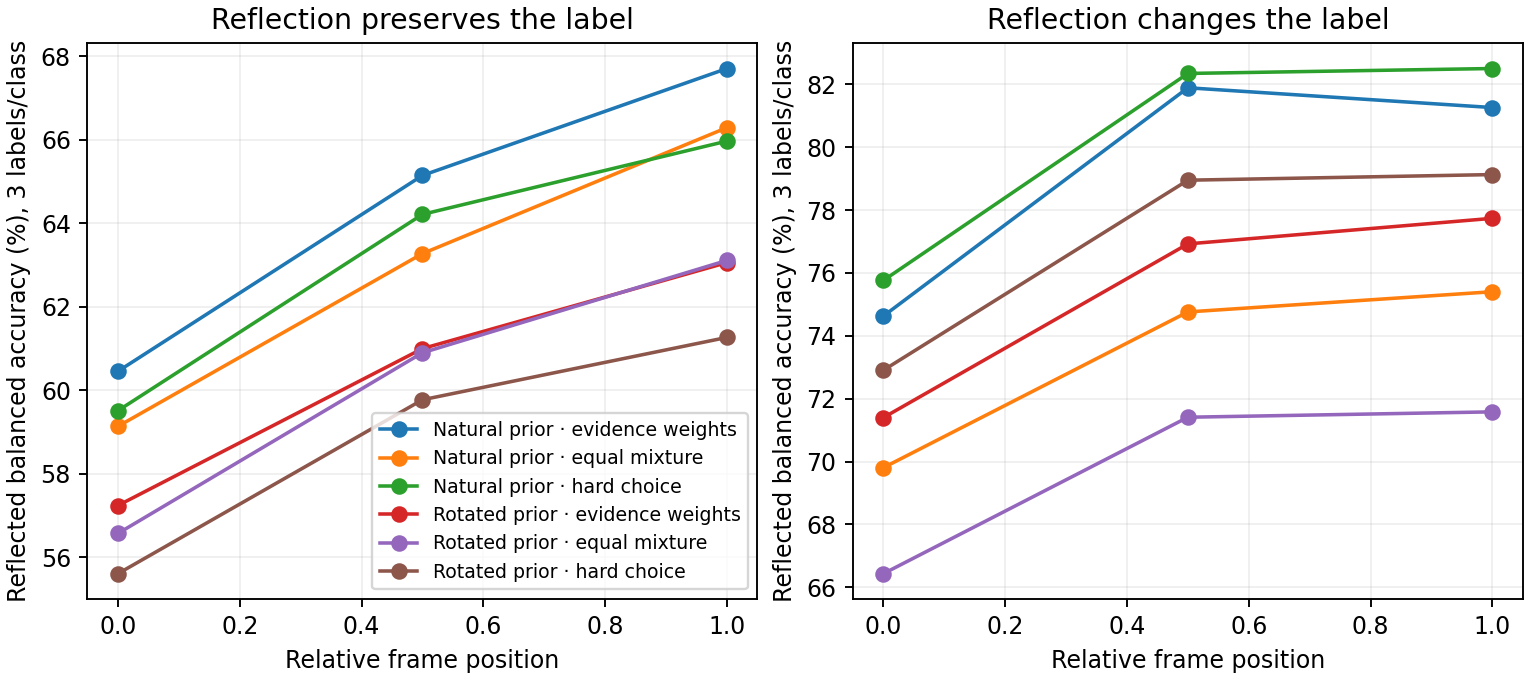 Reflection preserves the label
Reflected balanced accuracy (%), 3 labels/class
68
66
64
62
60
58
56
0.0 0.2 0.4 0.6 0.8 1.0
Relative frame position
Natural prior · evidence weights
Natural prior · equal mixture
Natural prior · hard choice
Rotated prior · evidence weights
Rotated prior · equal mixture
Rotated prior · hard choice
Reflection changes the label
Reflected balanced accuracy (%), 3 labels/class
82
80
78
76
74
72
70
68
66
0.0 0.2 0.4 0.6 0.8 1.0
Relative frame position